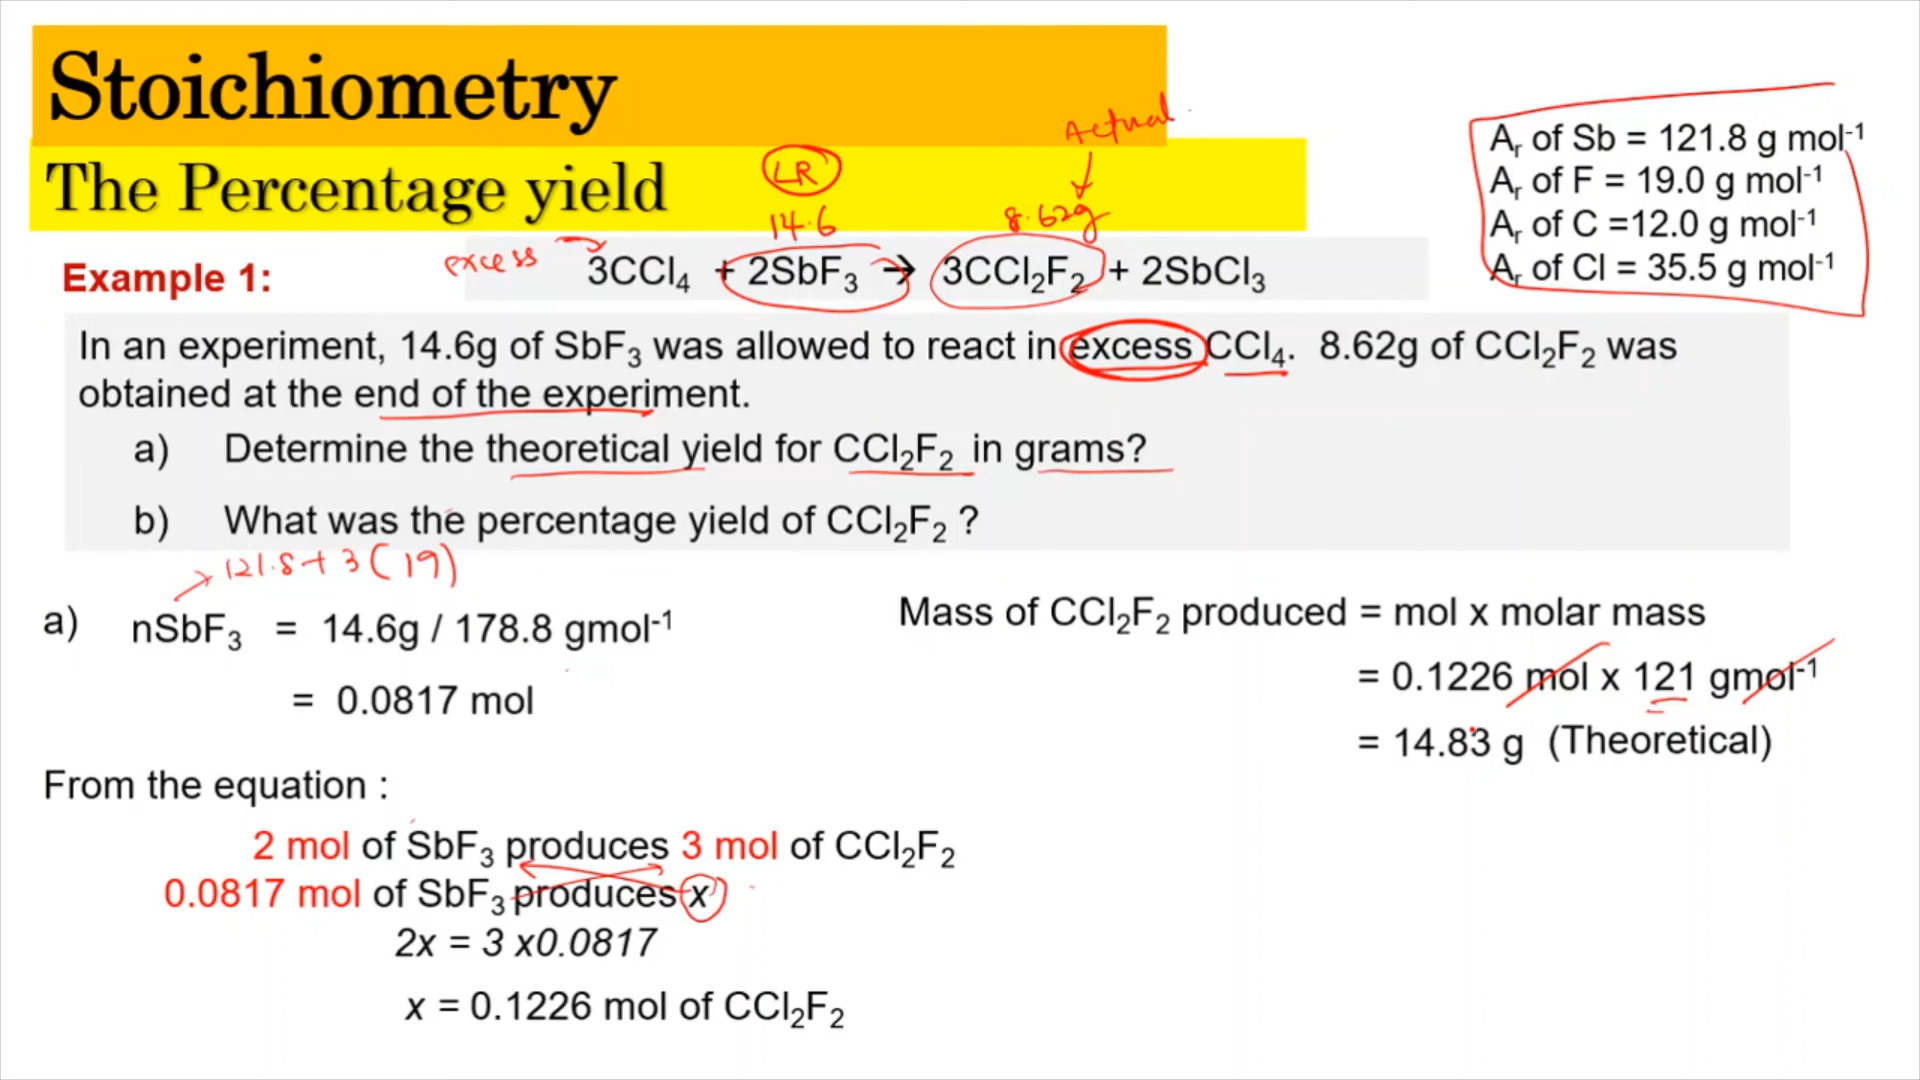 Stoichiometry
The Percentage yield
LR
Actual
14.6
8.62g
Aᵣ of Sb = 121.8 g mol⁻¹
Aᵣ of F = 19.0 g mol⁻¹
Aᵣ of C =12.0 g mol⁻¹
Aᵣ of Cl = 35.5 g mol⁻¹
excess
Example 1: 3CCl₄ + 2SbF₃ → 3CCl₂F₂ + 2SbCl₃
In an experiment, 14.6g of SbF₃ was allowed to react in excess CCl₄. 8.62g of CCl₂F₂ was
obtained at the end of the experiment.
a) Determine the theoretical yield for CCl₂F₂ in grams?
b) What was the percentage yield of CCl₂F₂ ?
121.8 + 3 (19)
a) nSbF₃ = 14.6g / 178.8 gmol⁻¹
= 0.0817 mol
From the equation :
2 mol of SbF₃ produces 3 mol of CCl₂F₂
0.0817 mol of SbF₃ produces x
2x = 3 x0.0817
x = 0.1226 mol of CCl₂F₂
Mass of CCl₂F₂ produced = mol x molar mass
= 0.1226 mol x 121 gmol⁻¹
= 14.83 g (Theoretical)